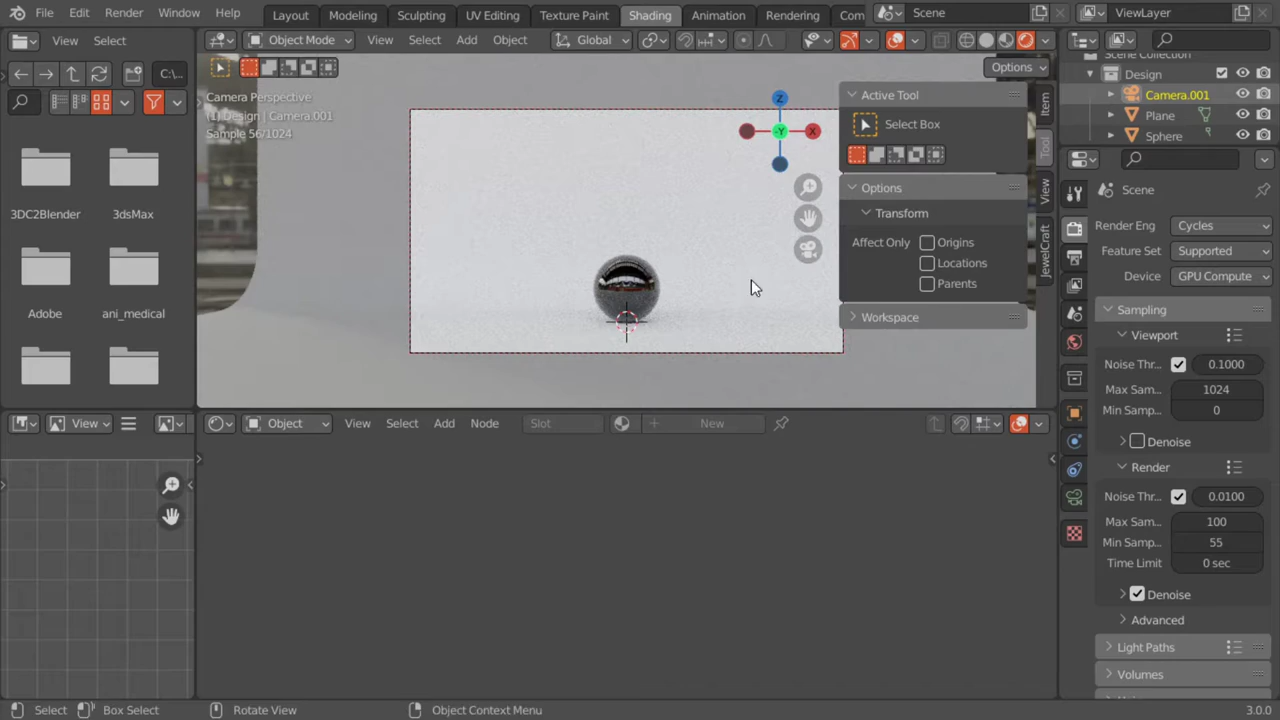 File Edit Render Window Help Layout Modeling Sculpting UV Editing Texture Paint Shading Animation Rendering Com Scene ViewLayer
View Select Object Mode View Select Add Object Global
C:\... Options
Camera Perspective
(1) Design | Camera.001
Sample 56/1024
Z
-Y X
Active Tool
Select Box
Options
Transform
Affect Only Origins
Locations
Parents
Workspace
Item
Tool
View
JewelCraft
3DC2Blender 3dsMax
Adobe ani_medical
View Object View Select Add Node Slot New
Scene Collection
Design
Camera.001
Plane
Sphere
Scene
Render Eng Cycles
Feature Set Supported
Device GPU Compute
Sampling
Viewport
Noise Thr... 0.1000
Max Sam... 1024
Min Samp... 0
Denoise
Render
Noise Thr... 0.0100
Max Sam... 100
Min Samp... 55
Time Limit 0 sec
Denoise
Advanced
Light Paths
Volumes
Select Box Select Rotate View Object Context Menu 3.0.0